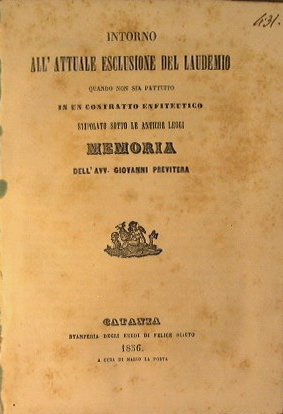 431.
INTORNO
ALL' ATTUALE ESCLUSIONE DEL LAUDEMIO
QUANDO NON SIA PATTUITO
IN UN CONTRATTO ENFITEUTICO
STIPOLATO SOTTO LE ANTICHE LEGGI
MEMORIA
DELL'AVV. GIOVANNI PREVITERA
CATANIA
STAMPERIA DEGLI EREDI DI FELICE SCIUTO
1856.
A CURA DI MARIO LA PORTA